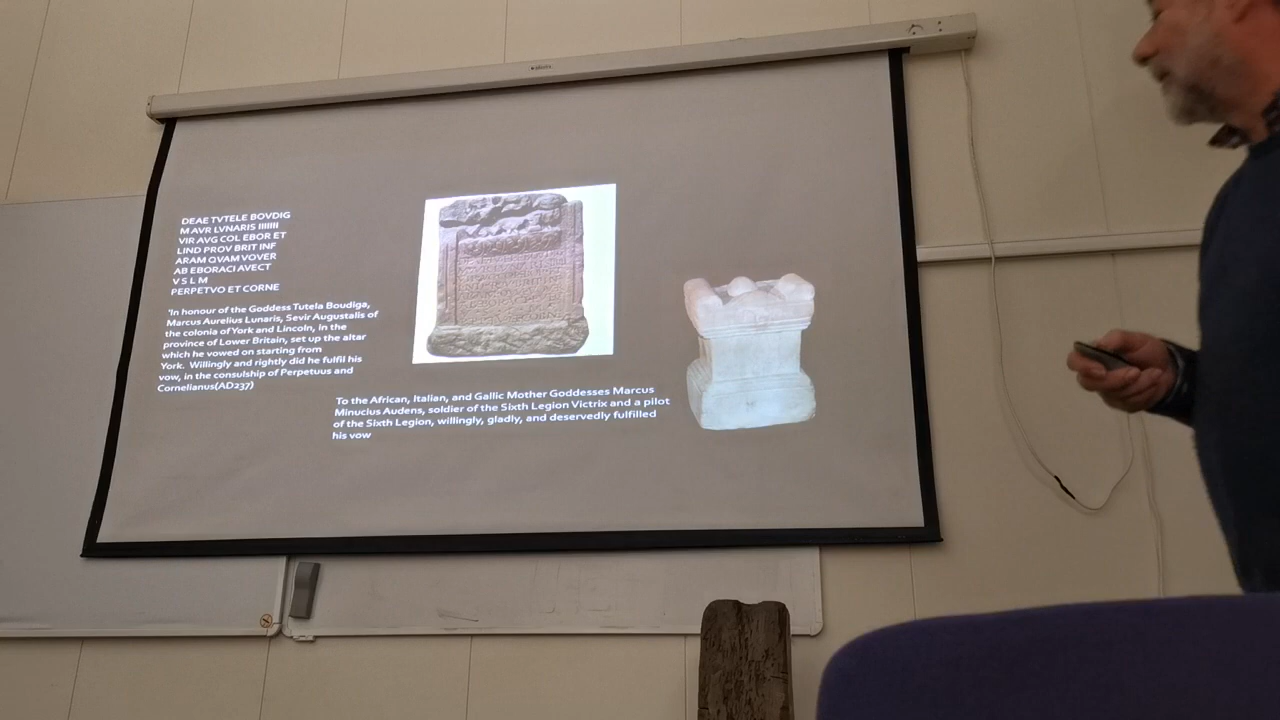 DEAE TVTELE BOVDIG
M AVR LVNARIS IIIIII
VIR AVG COL EBOR ET
LIND PROV BRIT INF
ARAM QVAM VOVER
AB EBORACI AVECT
V S L M
PERPETVO ET CORNE
'In honour of the Goddess Tutela Boudiga,
Marcus Aurelius Lunaris, Sevir Augustalis of
the colonia of York and Lincoln, in the
province of Lower Britain, set up the altar
which he vowed on starting from
York. Willingly and rightly did he fulfil his
vow, in the consulship of Perpetuus and
Cornelianus(AD237)
To the African, Italian, and Gallic Mother Goddesses Marcus
Minucius Audens, soldier of the Sixth Legion Victrix and a pilot
of the Sixth Legion, willingly, gladly, and deservedly fulfilled
his vow